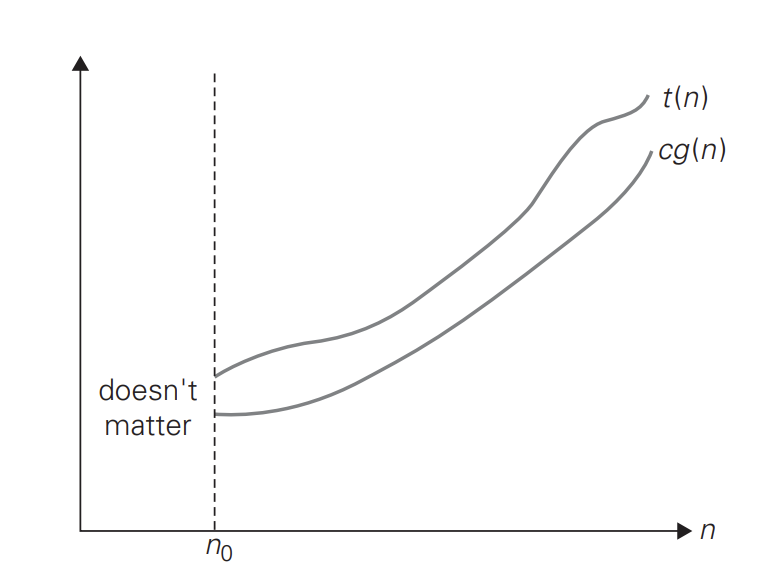 t(n)
cg(n)
doesn't
matter
n
n₀